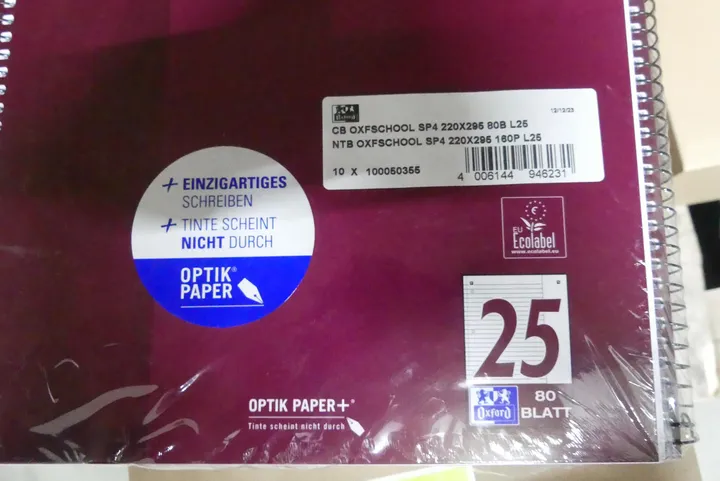 Oxford
12/12/23
CB OXFSCHOOL SP4 220X295 80B L25
NTB OXFSCHOOL SP4 220X295 160P L25
10 X 100050355
4 006144 946231
+ EINZIGARTIGES
SCHREIBEN
+ TINTE SCHEINT
NICHT DURCH
OPTIK®
PAPER
€
EU
Ecolabel
www.ecolabel.eu
25
OPTIK PAPER+®
Tinte scheint nicht durch
Oxford
80
BLATT